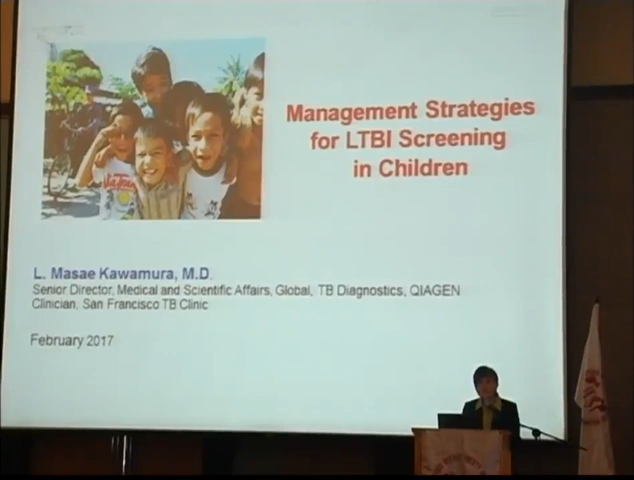 Management Strategies
for LTBI Screening
in Children
L. Masae Kawamura, M.D.
Senior Director, Medical and Scientific Affairs, Global, TB Diagnostics, QIAGEN
Clinician, San Francisco TB Clinic
February 2017